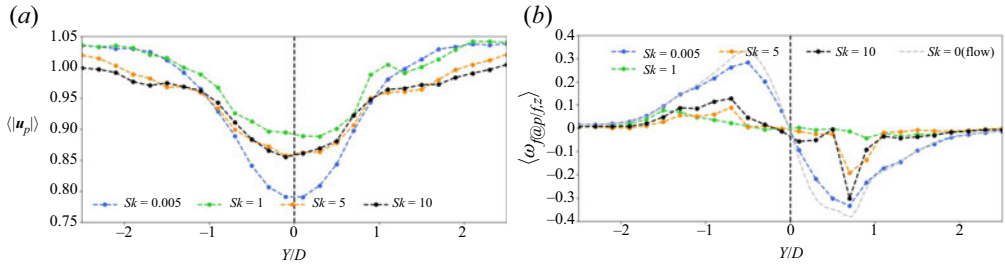 (a)
1.05
1.00
0.95
⟨|u_p|⟩
0.90
0.85
0.80
Sk = 0.005 Sk = 1 Sk = 5 Sk = 10
0.75
−2 −1 0 1 2
Y/D
(b)
0.4
Sk = 0.005 Sk = 5 Sk = 10 Sk = 0(flow)
0.3
Sk = 1
0.2
0.1
⟨ω_{f@p/f,z}⟩
0
−0.1
−0.2
−0.3
−0.4
−2 −1 0 1 2
Y/D